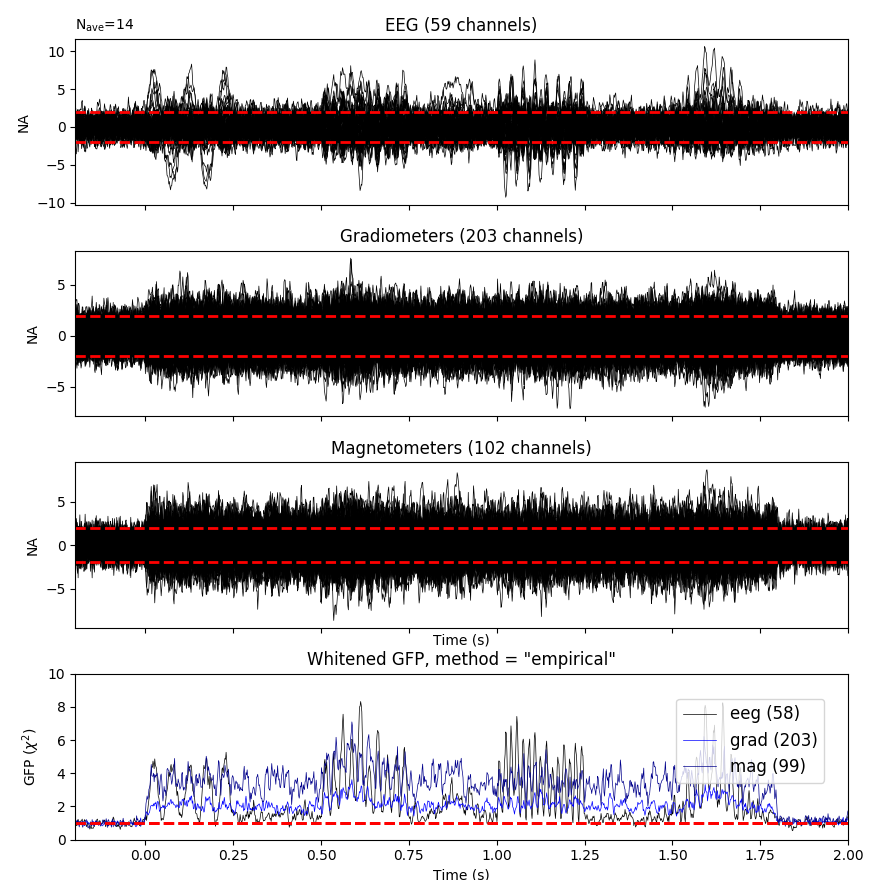 N_ave=14
EEG (59 channels)
10
5
0
−5
−10
NA
Gradiometers (203 channels)
5
0
−5
NA
Magnetometers (102 channels)
5
0
−5
NA
Time (s)
Whitened GFP, method = "empirical"
10
8
6
4
2
0
GFP (χ²)
eeg (58)
grad (203)
mag (99)
0.00 0.25 0.50 0.75 1.00 1.25 1.50 1.75 2.00
Time (s)